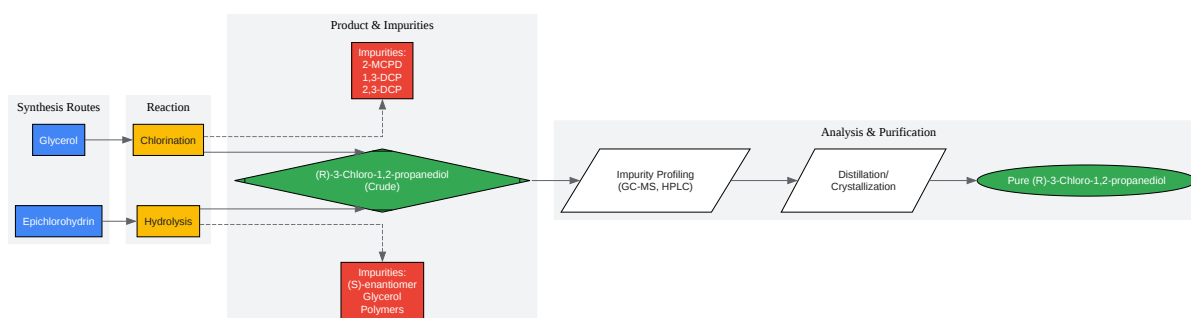 Product & Impurities
Impurities:
2-MCPD
1,3-DCP
2,3-DCP
Synthesis Routes
Reaction
Glycerol
Chlorination
Analysis & Purification
(R)-3-Chloro-1,2-propanediol
(Crude)
Impurity Profiling
(GC-MS, HPLC)
Distillation/
Crystallization
Pure (R)-3-Chloro-1,2-propanediol
Epichlorohydrin
Hydrolysis
Impurities:
(S)-enantiomer
Glycerol
Polymers